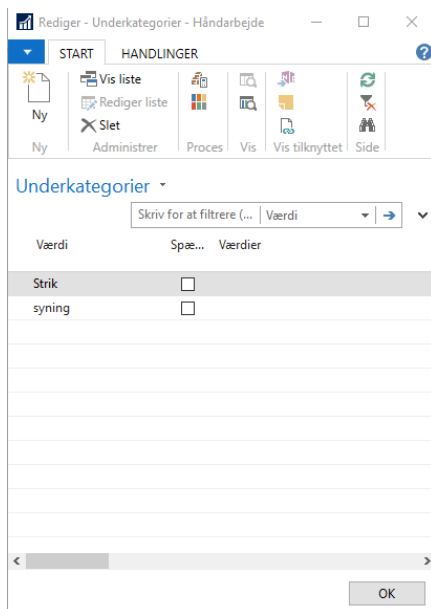 Rediger - Underkategorier - Håndarbejde
START HANDLINGER
Ny
Vis liste
Rediger liste
Slet
Ny Administrer Proces Vis Vis tilknyttet Side
Underkategorier
Skriv for at filtrere (... Værdi
Værdi Spæ... Værdier
Strik
syning
OK